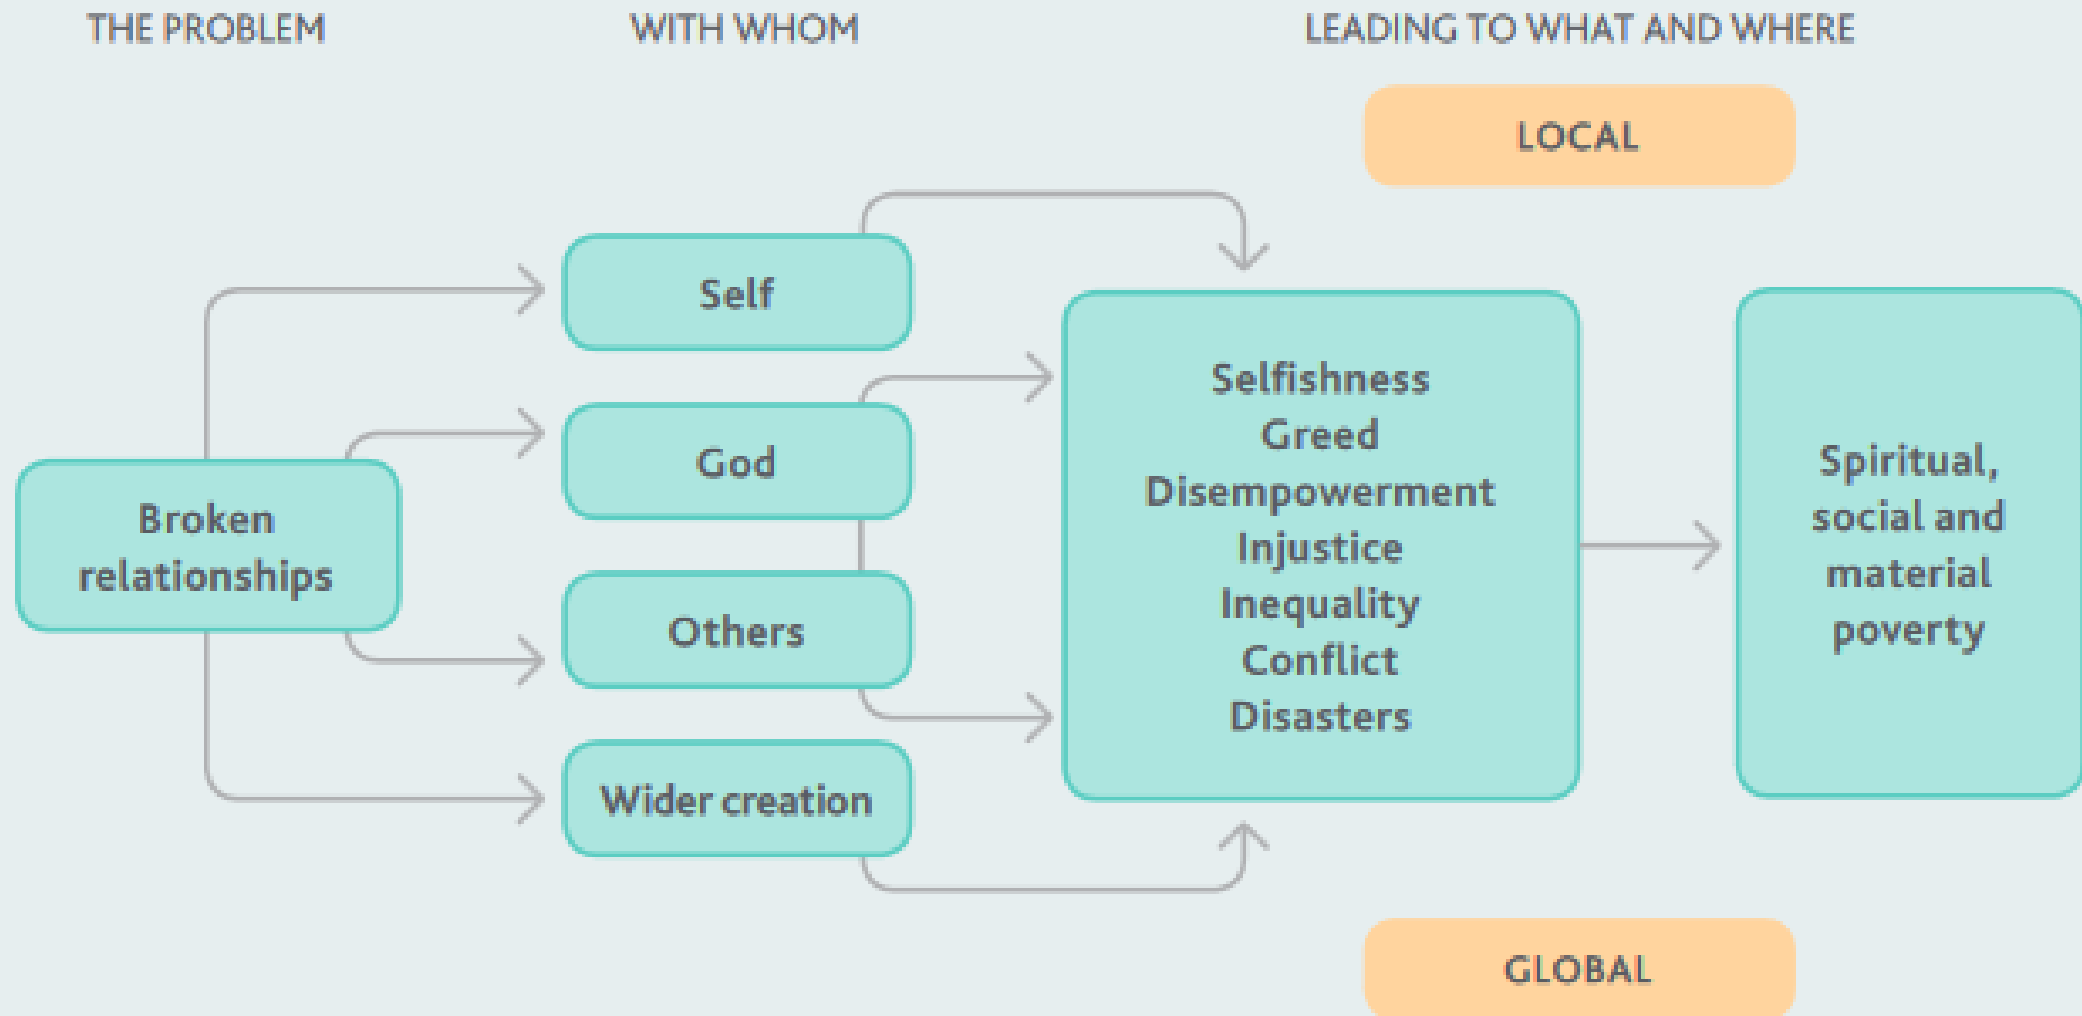 THE PROBLEM
WITH WHOM
LEADING TO WHAT AND WHERE
LOCAL
Broken
relationships
Self
God
Others
Wider creation
Selfishness
Greed
Disempowerment
Injustice
Inequality
Conflict
Disasters
Spiritual,
social and
material
poverty
GLOBAL